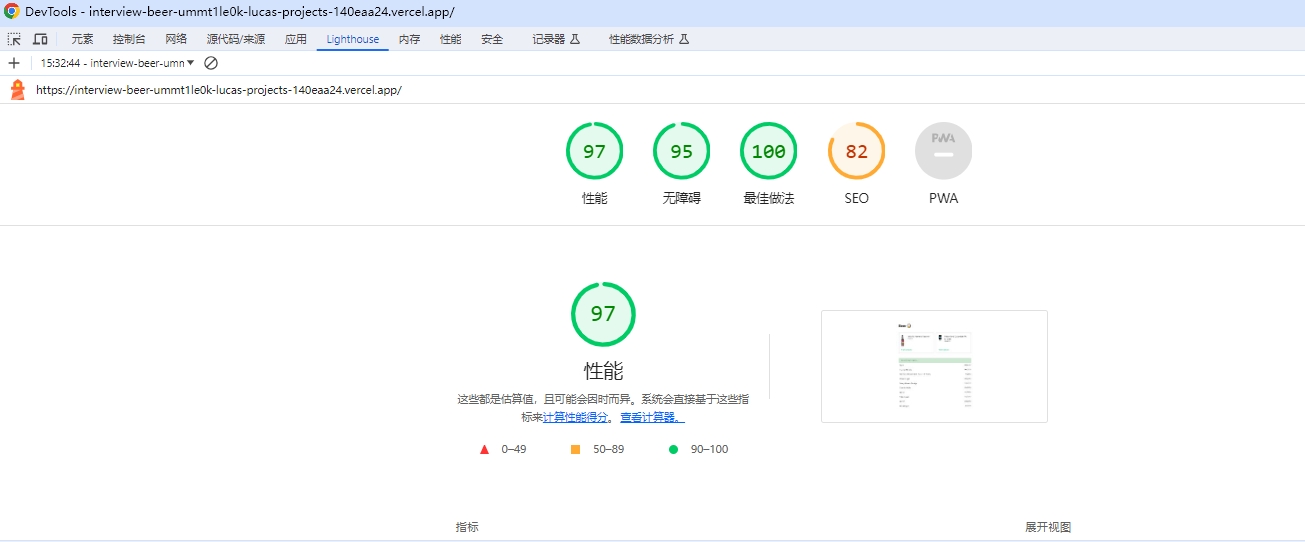 DevTools - interview-beer-ummt1le0k-lucas-projects-140eaa24.vercel.app/
元素 控制台 网络 源代码/来源 应用 Lighthouse 内存 性能 安全 记录器 性能数据分析
15:32:44 - interview-beer-umn
https://interview-beer-ummt1le0k-lucas-projects-140eaa24.vercel.app/
97 95 100 82 PWA
性能 无障碍 最佳做法 SEO PWA
97
性能
这些都是估算值，且可能会因时而异。系统会直接基于这些指
标来计算性能得分。 查看计算器。
0–49 50–89 90–100
指标 展开视图